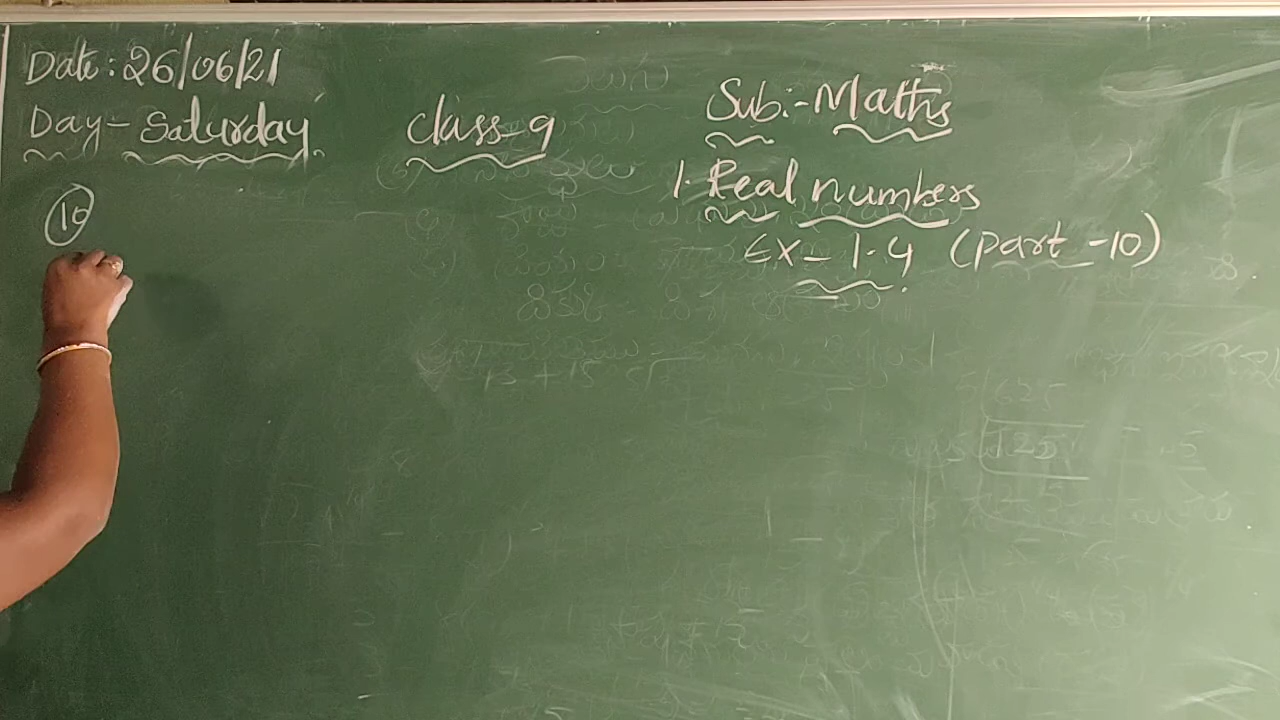 Date: 26/06/21
Day - Saturday
class - 9
Sub:- Maths
1. Real numbers
Ex - 1.4 (part - 10)
10